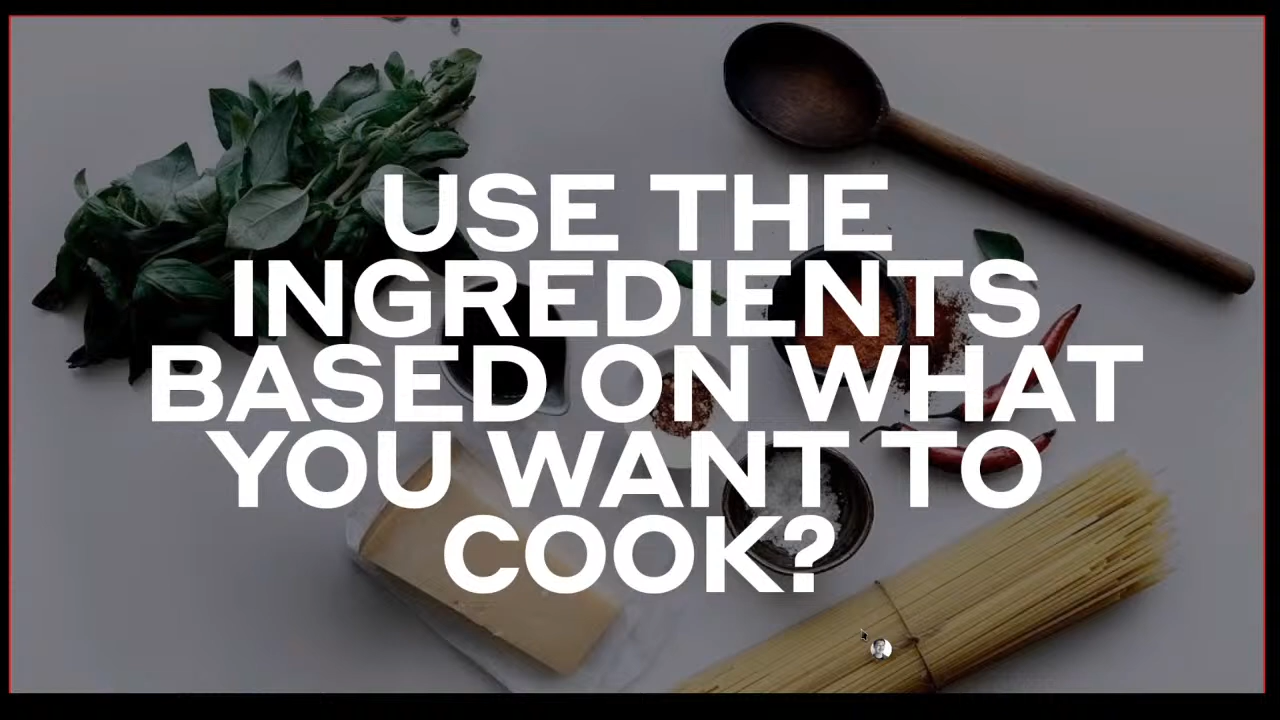 USE THE
INGREDIENTS
BASED ON WHAT
YOU WANT TO
COOK?